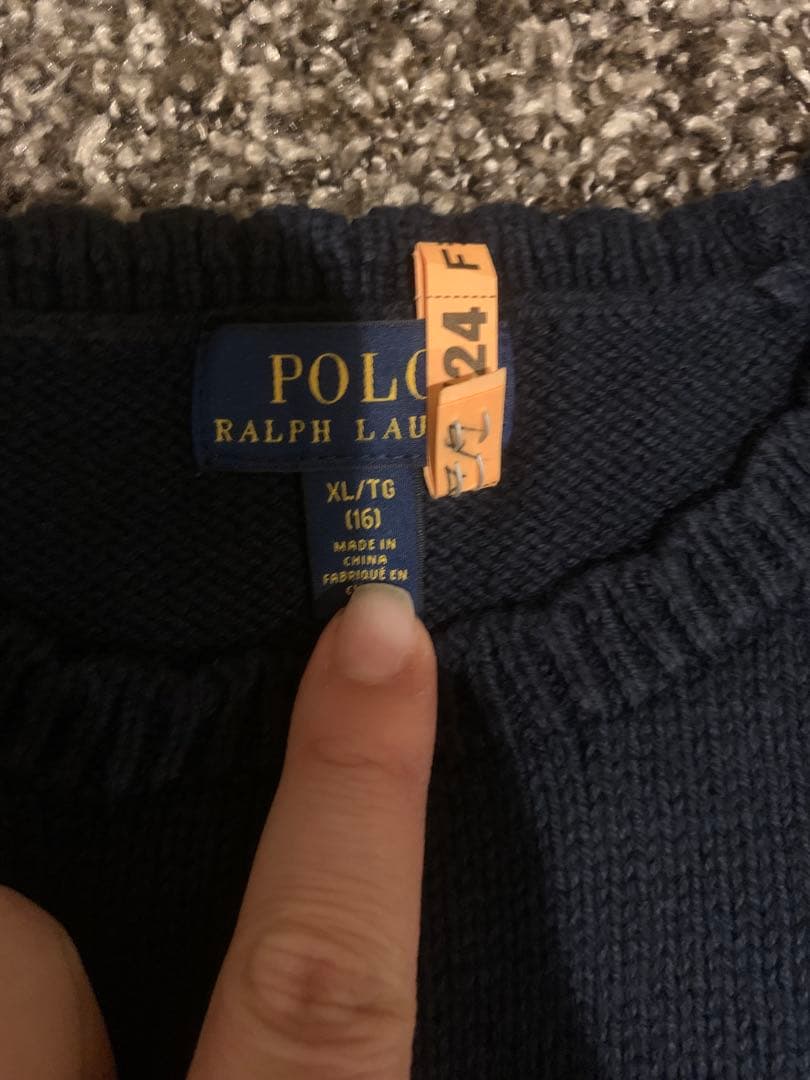 POLO
RALPH LAU
XL/TG
(16)
MADE IN
CHINA
FABRIQUÉ EN
F
24